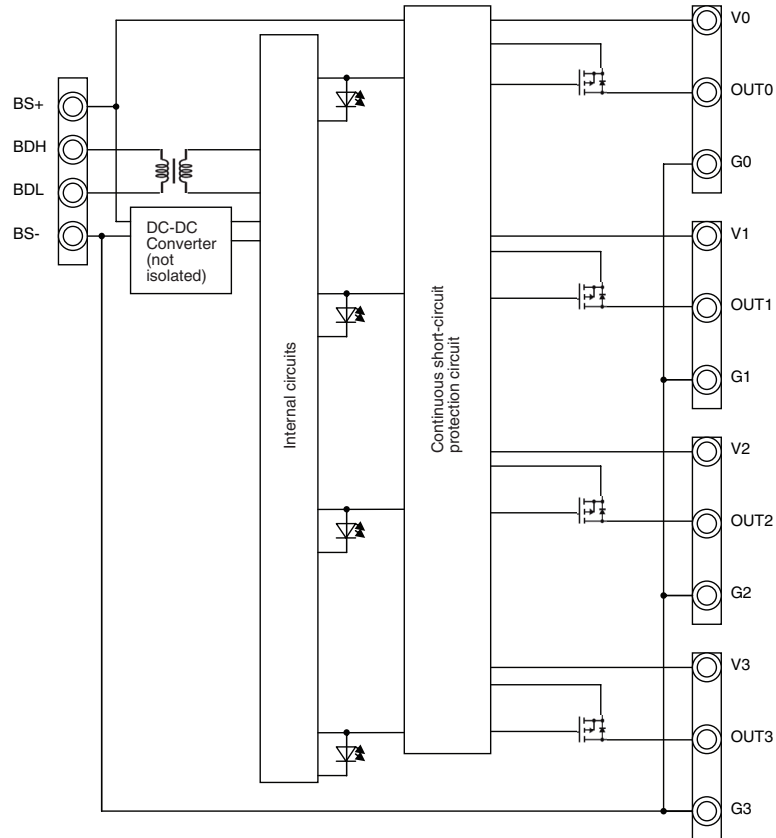 BS+
BDH
BDL
BS-
DC-DC
Converter
(not
isolated)
Internal circuits
Continuous short-circuit
protection circuit
V0
OUT0
G0
V1
OUT1
G1
V2
OUT2
G2
V3
OUT3
G3